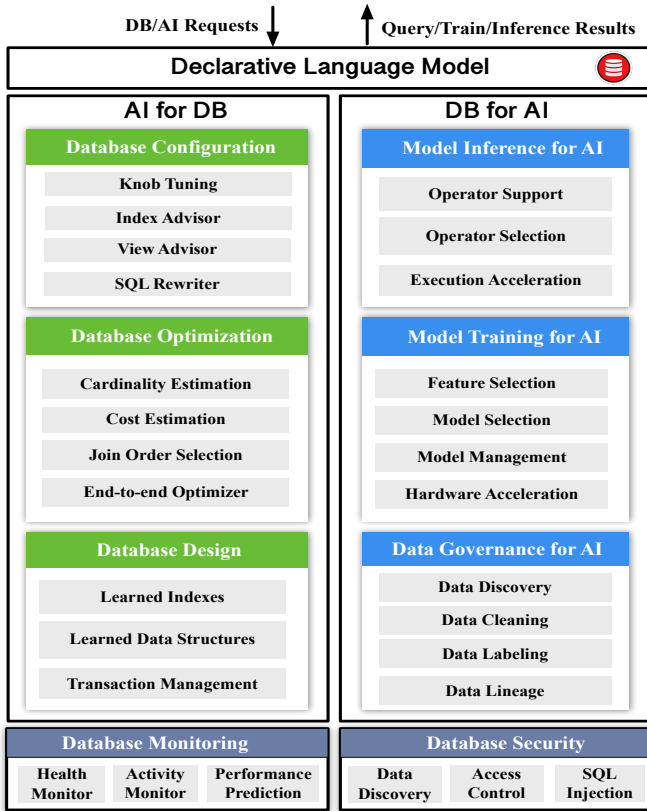 DB/AI Requests
Query/Train/Inference Results
Declarative Language Model
AI for DB
Database Configuration
Knob Tuning
Index Advisor
View Advisor
SQL Rewriter
Database Optimization
Cardinality Estimation
Cost Estimation
Join Order Selection
End-to-end Optimizer
Database Design
Learned Indexes
Learned Data Structures
Transaction Management
DB for AI
Model Inference for AI
Operator Support
Operator Selection
Execution Acceleration
Model Training for AI
Feature Selection
Model Selection
Model Management
Hardware Acceleration
Data Governance for AI
Data Discovery
Data Cleaning
Data Labeling
Data Lineage
Database Monitoring
Health
Monitor
Activity
Monitor
Performance
Prediction
Database Security
Data
Discovery
Access
Control
SQL
Injection